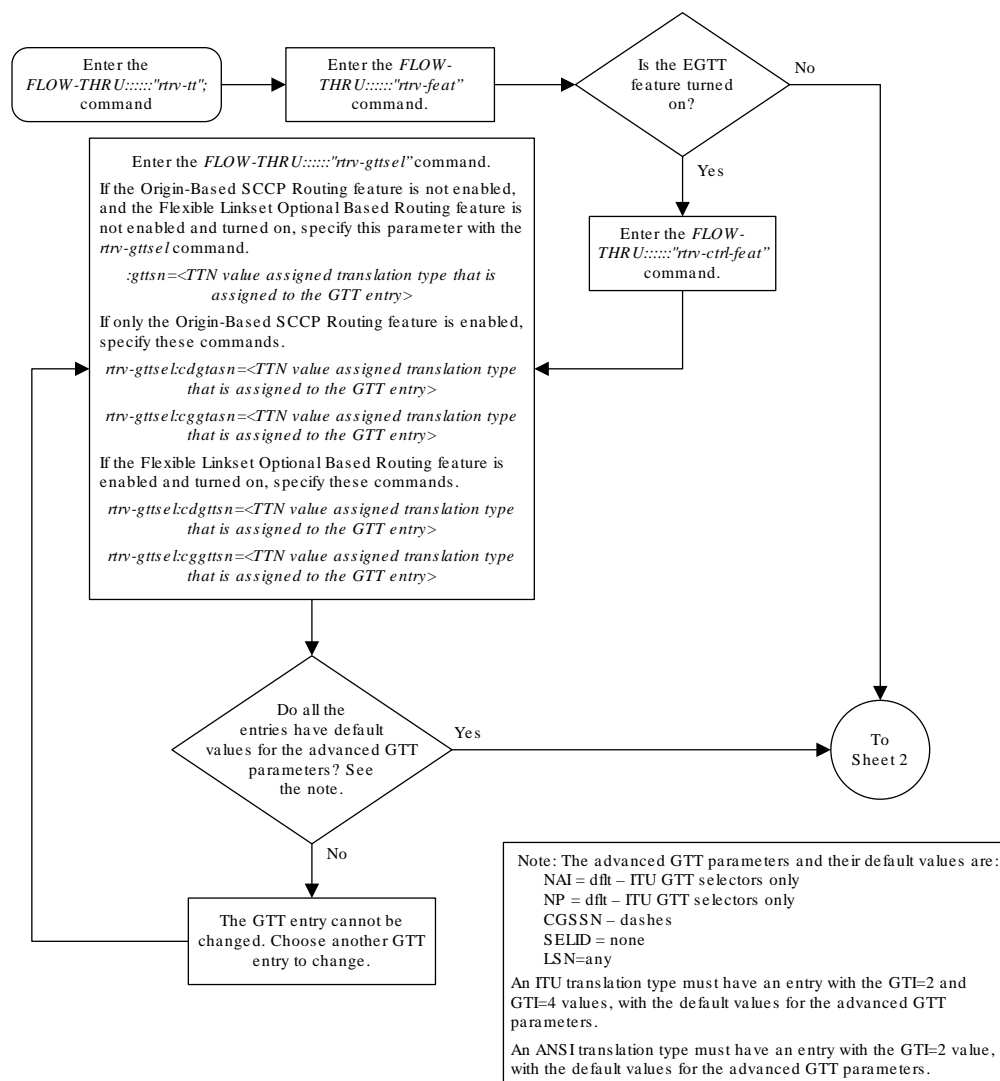 Enter the
FLOW-THRU::::::"rtrv-tt";
command
Enter the FLOW-
THRU::::::"rtrv-feat”
command.
Is the EGTT
feature turned
on?
No
Yes
Enter the FLOW-
THRU::::::"rtrv-ctrl-feat”
command.
Enter the FLOW-THRU::::::"rtrv-gttsel” command.
If the Origin-Based SCCP Routing feature is not enabled,
and the Flexible Linkset Optional Based Routing feature is
not enabled and turned on, specify this parameter with the
rtrv-gttsel command.
:gttsn=<TTN value assigned translation type that is
assigned to the GTT entry>
If only the Origin-Based SCCP Routing feature is enabled,
specify these commands.
rtrv-gttsel:cdgtasn=<TTN value assigned translation type
that is assigned to the GTT entry>
rtrv-gttsel:cggtasn=<TTN value assigned translation type
that is assigned to the GTT entry>
If the Flexible Linkset Optional Based Routing feature is
enabled and turned on, specify these commands.
rtrv-gttsel:cdgttsn=<TTN value assigned translation type
that is assigned to the GTT entry>
rtrv-gttsel:cggttsn=<TTN value assigned translation type
that is assigned to the GTT entry>
Do all the
entries have default
values for the advanced GTT
parameters? See
the note.
Yes
To
Sheet 2
No
The GTT entry cannot be
changed. Choose another GTT
entry to change.
Note: The advanced GTT parameters and their default values are:
NAI = dflt – ITU GTT selectors only
NP = dflt – ITU GTT selectors only
CGSSN – dashes
SELID = none
LSN=any
An ITU translation type must have an entry with the GTI=2 and
GTI=4 values, with the default values for the advanced GTT
parameters.
An ANSI translation type must have an entry with the GTI=2 value,
with the default values for the advanced GTT parameters.